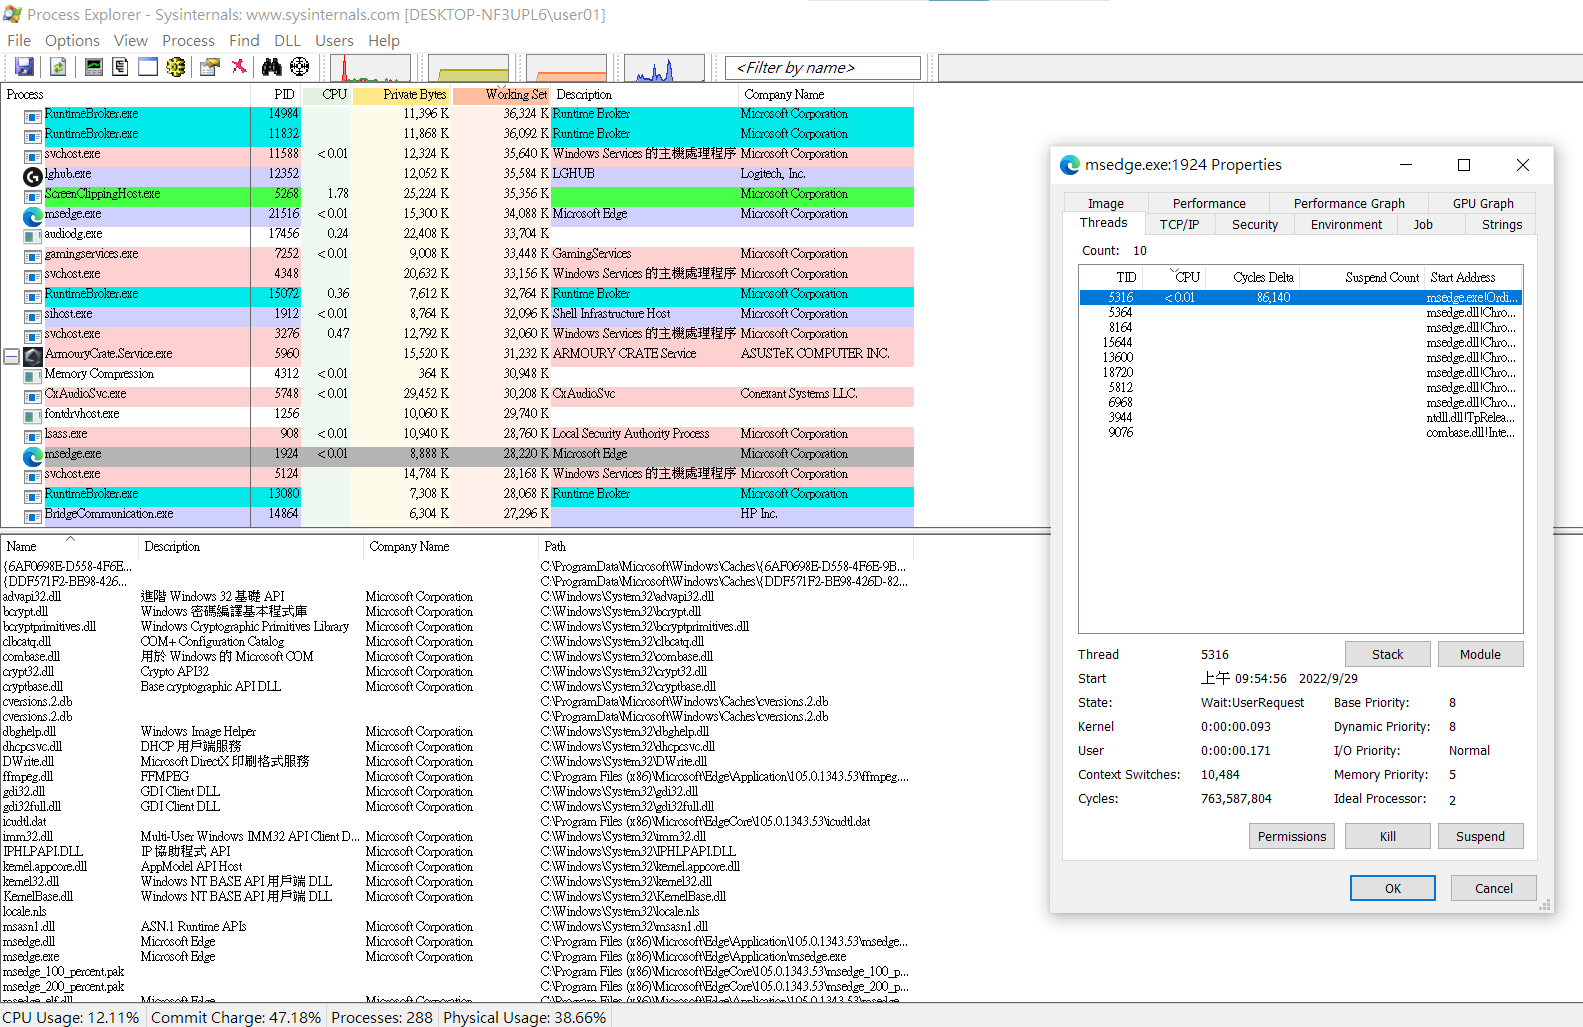 Process Explorer - Sysinternals: www.sysinternals.com [DESKTOP-NF3UPL6\user01]
File Options View Process Find DLL Users Help
<Filter by name>
Process PID CPU Private Bytes Working Set Description Company Name
RuntimeBroker.exe 14984 11,396 K 36,324 K Runtime Broker Microsoft Corporation
RuntimeBroker.exe 11832 11,868 K 36,092 K Runtime Broker Microsoft Corporation
svchost.exe 11588 < 0.01 12,324 K 35,640 K Windows Services 的主機處理程序 Microsoft Corporation
lghub.exe 12352 12,052 K 35,584 K LGHUB Logitech, Inc.
ScreenClippingHost.exe 5268 1.78 25,224 K 35,356 K Microsoft Corporation
msedge.exe 21516 < 0.01 15,300 K 34,088 K Microsoft Edge Microsoft Corporation
audiodg.exe 17456 0.24 22,408 K 33,704 K
gamingservices.exe 7252 < 0.01 9,008 K 33,448 K GamingServices Microsoft Corporation
svchost.exe 4348 20,632 K 33,156 K Windows Services 的主機處理程序 Microsoft Corporation
RuntimeBroker.exe 15072 0.36 7,612 K 32,764 K Runtime Broker Microsoft Corporation
sihost.exe 1912 < 0.01 8,764 K 32,096 K Shell Infrastructure Host Microsoft Corporation
svchost.exe 3276 0.47 12,792 K 32,060 K Windows Services 的主機處理程序 Microsoft Corporation
ArmouryCrate.Service.exe 5960 15,520 K 31,232 K ARMOURY CRATE Service ASUSTeK COMPUTER INC.
Memory Compression 4312 < 0.01 364 K 30,948 K
CxAudioSvc.exe 5748 < 0.01 29,452 K 30,208 K CxAudioSvc Conexant Systems LLC.
fontdrvhost.exe 1256 10,060 K 29,740 K
lsass.exe 908 < 0.01 10,940 K 28,760 K Local Security Authority Process Microsoft Corporation
msedge.exe 1924 < 0.01 8,888 K 28,220 K Microsoft Edge Microsoft Corporation
svchost.exe 5124 14,784 K 28,168 K Windows Services 的主機處理程序 Microsoft Corporation
RuntimeBroker.exe 13080 7,308 K 28,068 K Runtime Broker Microsoft Corporation
BridgeCommunication.exe 14864 6,304 K 27,296 K HP Inc.
Name Description Company Name Path
{6AF0698E-D558-4F6E... C:\ProgramData\Microsoft\Windows\Caches\{6AF0698E-D558-4F6E-9B...
{DDF571F2-BE98-426... C:\ProgramData\Microsoft\Windows\Caches\{DDF571F2-BE98-426D-82...
advapi32.dll 進階 Windows 32 基礎 API Microsoft Corporation C:\Windows\System32\advapi32.dll
bcrypt.dll Windows 密碼編譯基本程式庫 Microsoft Corporation C:\Windows\System32\bcrypt.dll
bcryptprimitives.dll Windows Cryptographic Primitives Library Microsoft Corporation C:\Windows\System32\bcryptprimitives.dll
clbcatq.dll COM+ Configuration Catalog Microsoft Corporation C:\Windows\System32\clbcatq.dll
combase.dll 用於 Windows 的 Microsoft COM Microsoft Corporation C:\Windows\System32\combase.dll
crypt32.dll Crypto API32 Microsoft Corporation C:\Windows\System32\crypt32.dll
cryptbase.dll Base cryptographic API DLL Microsoft Corporation C:\Windows\System32\cryptbase.dll
cversions.2.db C:\ProgramData\Microsoft\Windows\Caches\cversions.2.db
cversions.2.db C:\ProgramData\Microsoft\Windows\Caches\cversions.2.db
dbghelp.dll Windows Image Helper Microsoft Corporation C:\Windows\System32\dbghelp.dll
dhcpcsvc.dll DHCP 用戶端服務 Microsoft Corporation C:\Windows\System32\dhcpcsvc.dll
DWrite.dll Microsoft DirectX 印刷格式服務 Microsoft Corporation C:\Windows\System32\DWrite.dll
ffmpeg.dll FFMPEG Microsoft Corporation C:\Program Files (x86)\Microsoft\Edge\Application\105.0.1343.53\ffmpeg....
gdi32.dll GDI Client DLL Microsoft Corporation C:\Windows\System32\gdi32.dll
gdi32full.dll GDI Client DLL Microsoft Corporation C:\Windows\System32\gdi32full.dll
icudtl.dat C:\Program Files (x86)\Microsoft\EdgeCore\105.0.1343.53\icudtl.dat
imm32.dll Multi-User Windows IMM32 API Client D... Microsoft Corporation C:\Windows\System32\imm32.dll
IPHLPAPI.DLL IP 協助程式 API Microsoft Corporation C:\Windows\System32\IPHLPAPI.DLL
kernel.appcore.dll AppModel API Host Microsoft Corporation C:\Windows\System32\kernel.appcore.dll
kernel32.dll Windows NT BASE API 用戶端 DLL Microsoft Corporation C:\Windows\System32\kernel32.dll
KernelBase.dll Windows NT BASE API 用戶端 DLL Microsoft Corporation C:\Windows\System32\KernelBase.dll
locale.nls C:\Windows\System32\locale.nls
msasn1.dll ASN.1 Runtime APIs Microsoft Corporation C:\Windows\System32\msasn1.dll
msedge.dll Microsoft Edge Microsoft Corporation C:\Program Files (x86)\Microsoft\Edge\Application\105.0.1343.53\msedge...
msedge.exe Microsoft Edge Microsoft Corporation C:\Program Files (x86)\Microsoft\Edge\Application\msedge.exe
msedge_100_percent.pak C:\Program Files (x86)\Microsoft\EdgeCore\105.0.1343.53\msedge_100_p...
msedge_200_percent.pak C:\Program Files (x86)\Microsoft\EdgeCore\105.0.1343.53\msedge_200_p...
msedge_elf.dll Microsoft Edge Microsoft Corporation C:\Program Files (x86)\Microsoft\Edge\Application\105.0.1343.53\msedge...
CPU Usage: 12.11% Commit Charge: 47.18% Processes: 288 Physical Usage: 38.66%
msedge.exe:1924 Properties
Image Performance Performance Graph GPU Graph
Threads TCP/IP Security Environment Job Strings
Count: 10
TID CPU Cycles Delta Suspend Count Start Address
5316 < 0.01 86,140 msedge.exe!Ordi...
5364 msedge.dll!Chro...
8164 msedge.dll!Chro...
15644 msedge.dll!Chro...
13600 msedge.dll!Chro...
18720 msedge.dll!Chro...
5812 msedge.dll!Chro...
6968 msedge.dll!Chro...
3944 ntdll.dll!TpRelea...
9076 combase.dll!Inte...
Thread 5316 Stack Module
Start 上午 09:54:56 2022/9/29
State: Wait:UserRequest Base Priority: 8
Kernel 0:00:00.093 Dynamic Priority: 8
User 0:00:00.171 I/O Priority: Normal
Context Switches: 10,484 Memory Priority: 5
Cycles: 763,587,804 Ideal Processor: 2
Permissions Kill Suspend
OK Cancel